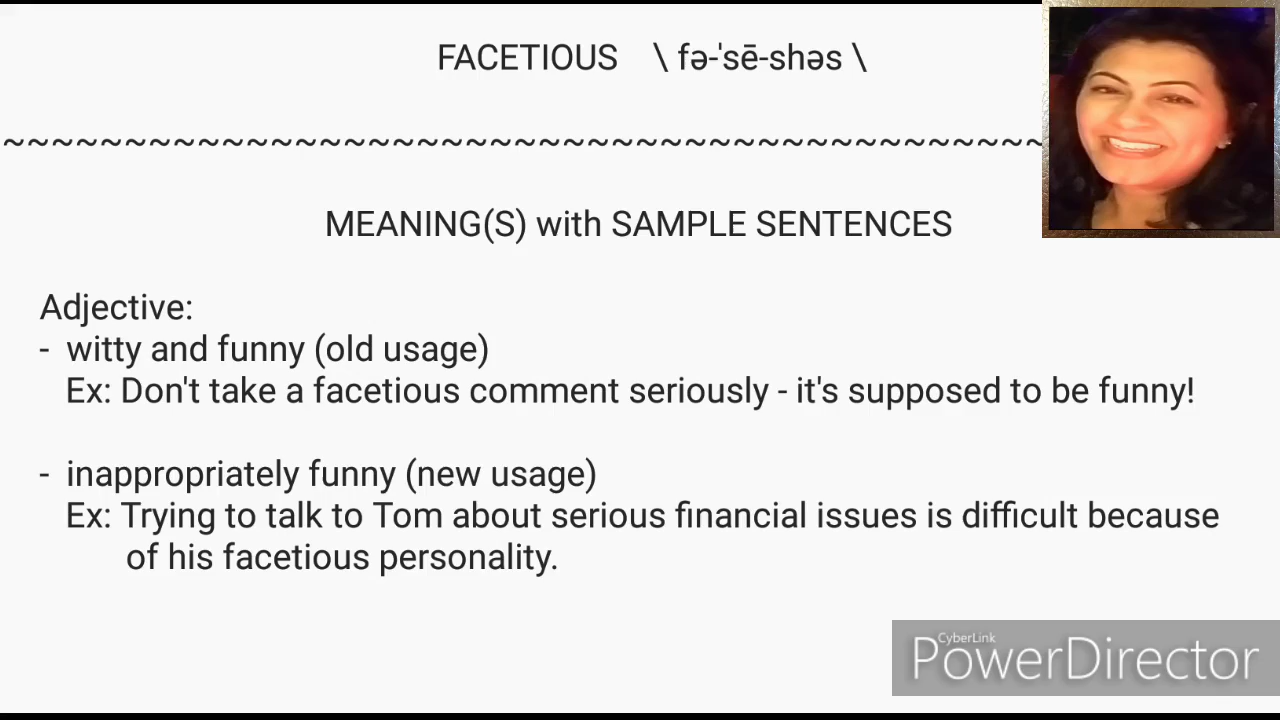 FACETIOUS \ fə-ˈsē-shəs \
~~~~~~~~~~~~~~~~~~~~~~~~~~~~~~~~~~~~~~~~~~~
MEANING(S) with SAMPLE SENTENCES
Adjective:
- witty and funny (old usage)
Ex: Don't take a facetious comment seriously - it's supposed to be funny!
- inappropriately funny (new usage)
Ex: Trying to talk to Tom about serious financial issues is difficult because
of his facetious personality.
CyberLink
PowerDirector